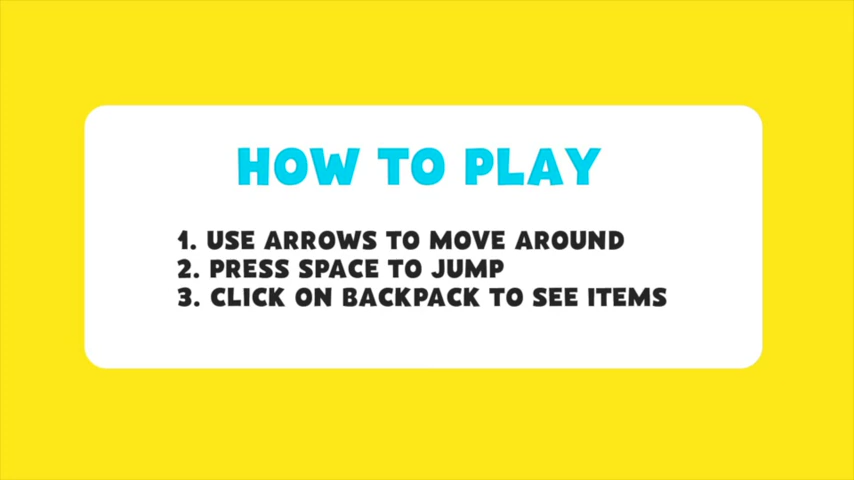 HOW TO PLAY
1. USE ARROWS TO MOVE AROUND
2. PRESS SPACE TO JUMP
3. CLICK ON BACKPACK TO SEE ITEMS